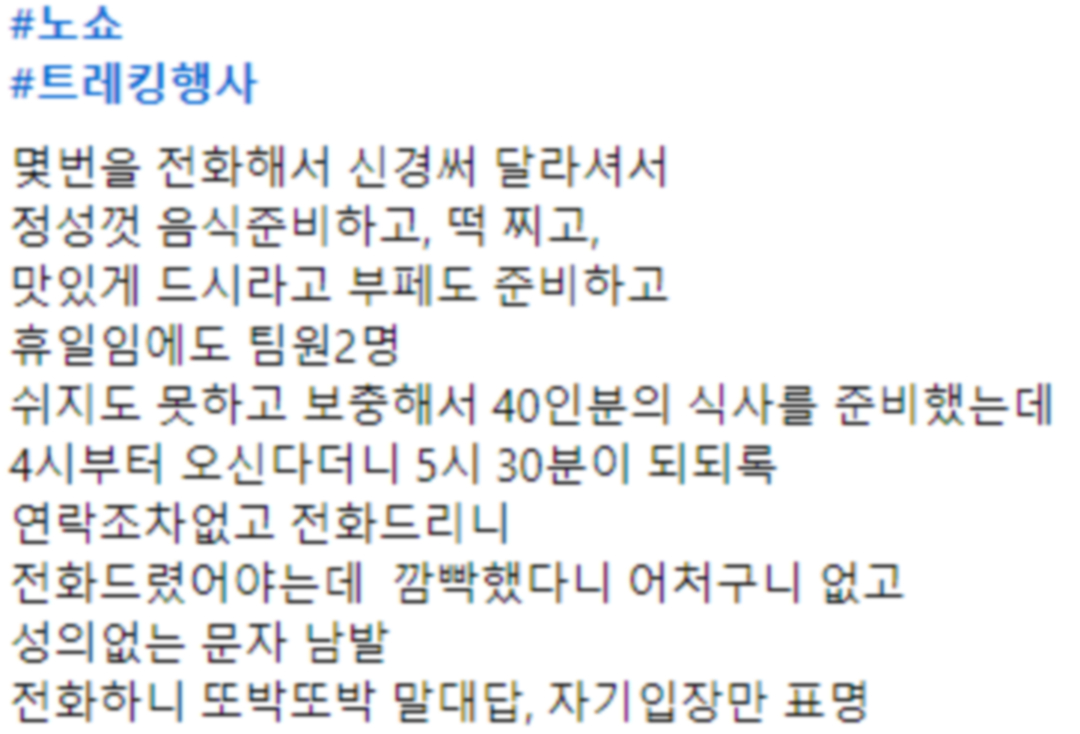 #노쇼
#트레킹행사
몇번을 전화해서 신경써 달라셔서
정성껏 음식준비하고, 떡 찌고,
맛있게 드시라고 부페도 준비하고
휴일임에도 팀원2명
쉬지도 못하고 보충해서 40인분의 식사를 준비했는데
4시부터 오신다더니 5시 30분이 되되록
연락조차없고 전화드리니
전화드렸어야는데  깜빡했다니 어처구니 없고
성의없는 문자 남발
전화하니 또박또박 말대답, 자기입장만 표명